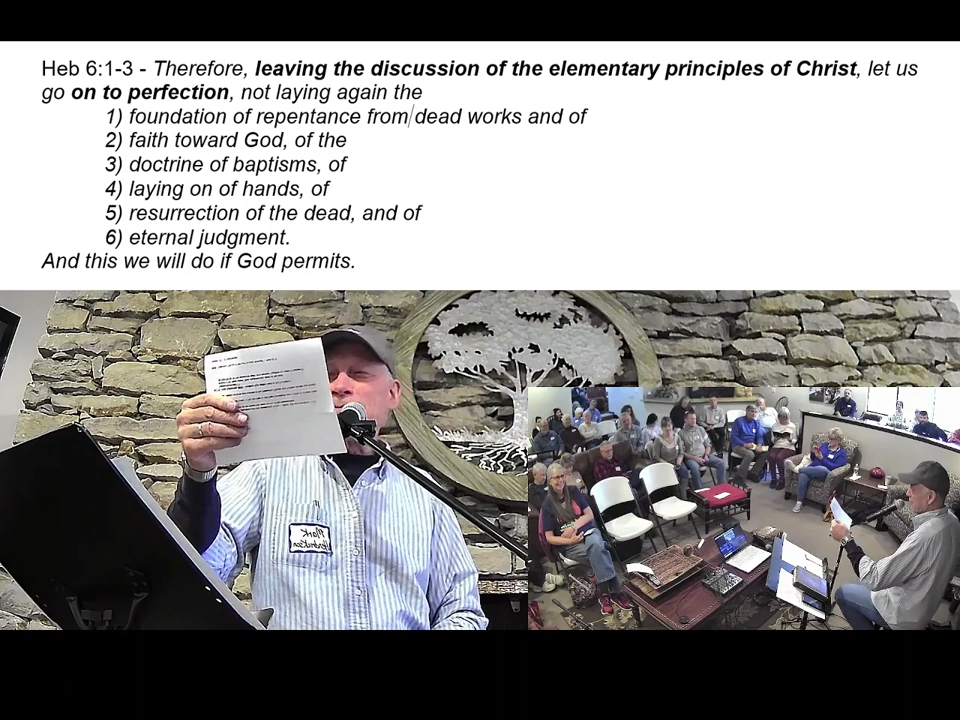 Heb 6:1-3 - Therefore, leaving the discussion of the elementary principles of Christ, let us
go on to perfection, not laying again the
1) foundation of repentance from dead works and of
2) faith toward God, of the
3) doctrine of baptisms, of
4) laying on of hands, of
5) resurrection of the dead, and of
6) eternal judgment.
And this we will do if God permits.
Mark